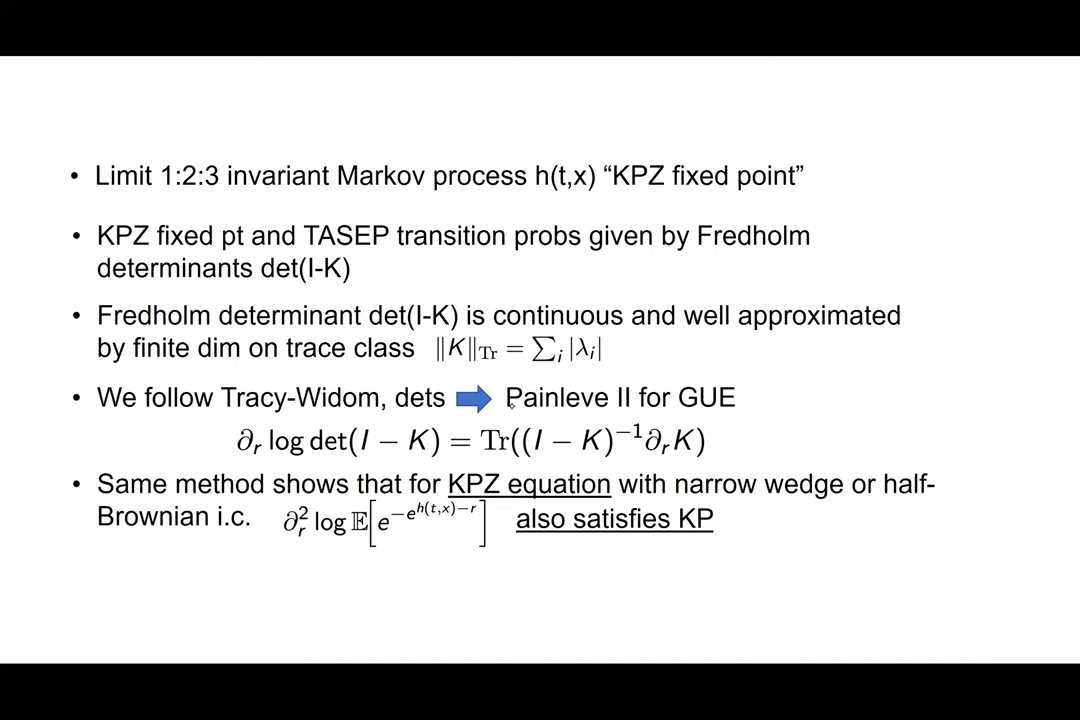 • Limit 1:2:3 invariant Markov process h(t,x) “KPZ fixed point”
• KPZ fixed pt and TASEP transition probs given by Fredholm
determinants det(I-K)
• Fredholm determinant det(I-K) is continuous and well approximated
by finite dim on trace class ‖K‖_Tr = ∑_i |λ_i|
• We follow Tracy-Widom, dets ➡ Painleve II for GUE
∂_r log det(I − K) = Tr((I − K)^{−1}∂_r K)
• Same method shows that for KPZ equation with narrow wedge or half-
Brownian i.c. ∂_r^2 log 𝔼[e^{−e^{h(t,x)−r}}] also satisfies KP